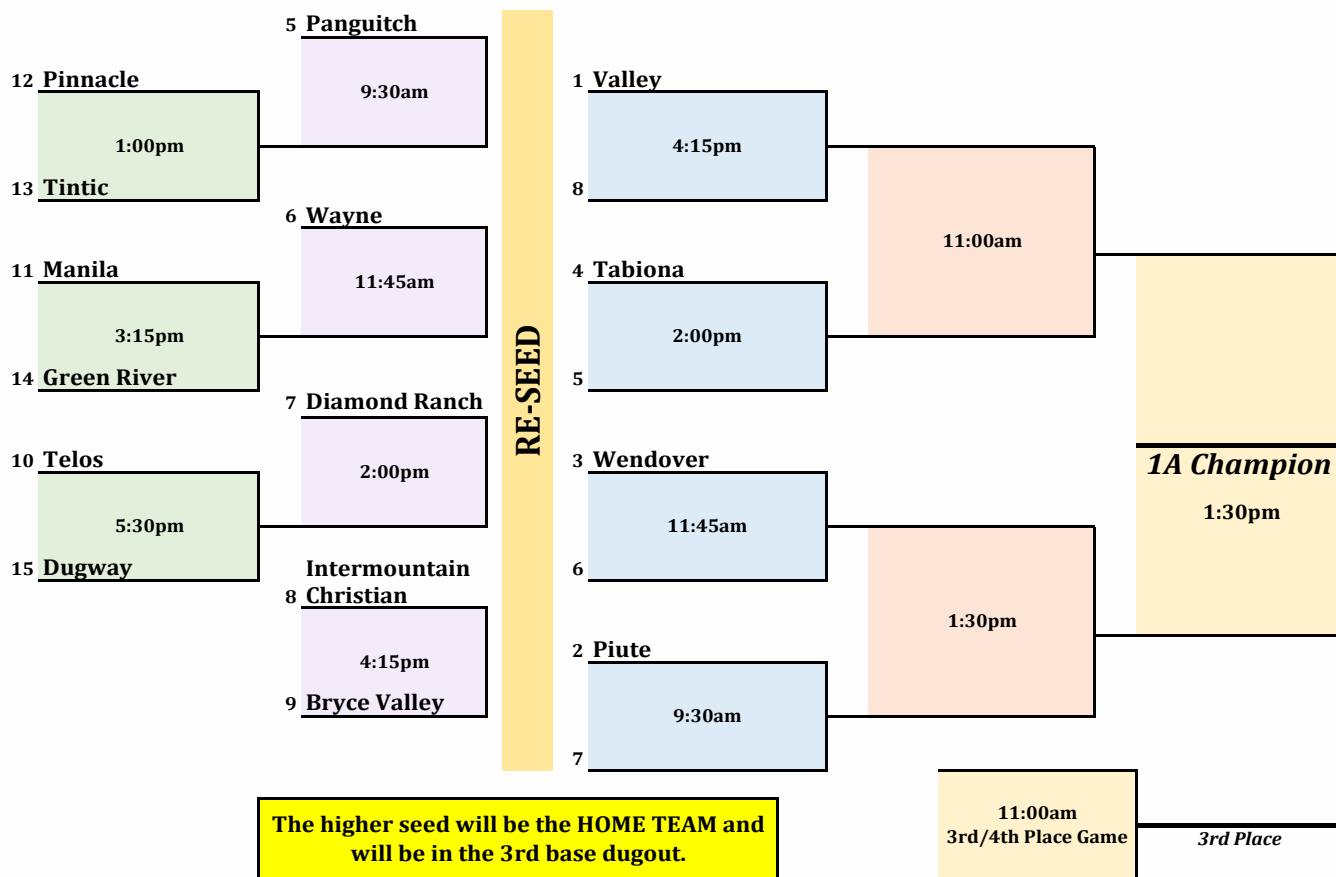 12 Pinnacle
1:00pm
13 Tintic
11 Manila
3:15pm
14 Green River
10 Telos
5:30pm
15 Dugway
5 Panguitch
9:30am
6 Wayne
11:45am
7 Diamond Ranch
2:00pm
Intermountain
8 Christian
4:15pm
9 Bryce Valley
RE-SEED
1 Valley
4:15pm
8
4 Tabiona
2:00pm
5
3 Wendover
11:45am
6
2 Piute
9:30am
7
11:00am
1:30pm
1A Champion
1:30pm
11:00am
3rd/4th Place Game
3rd Place
The higher seed will be the HOME TEAM and
will be in the 3rd base dugout.